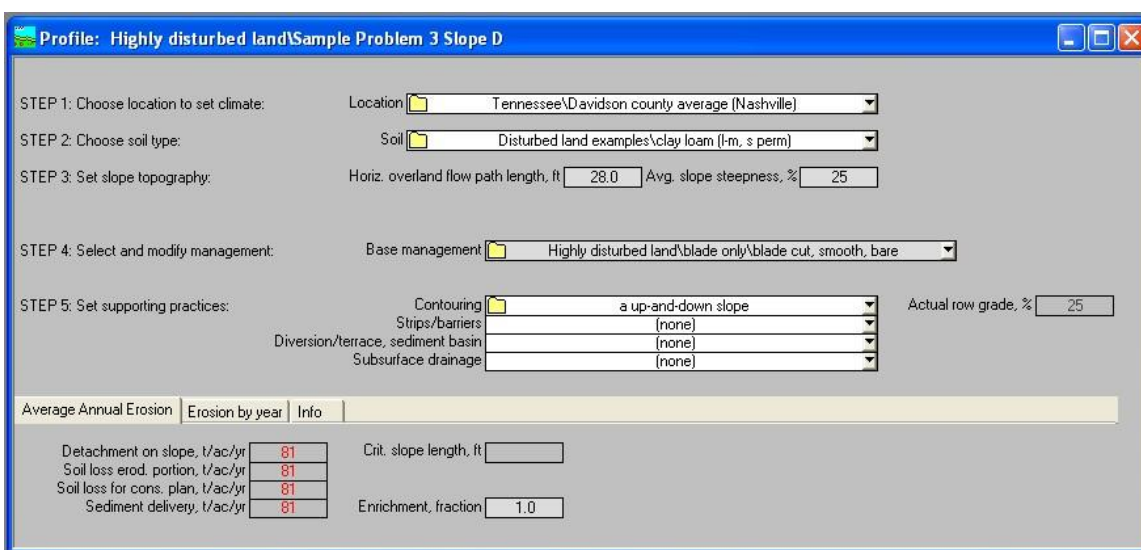 Profile: Highly disturbed land\Sample Problem 3 Slope D
STEP 1: Choose location to set climate: Location Tennessee\Davidson county average (Nashville)
STEP 2: Choose soil type: Soil Disturbed land examples\clay loam (l-m, s perm)
STEP 3: Set slope topography: Horiz. overland flow path length, ft 28.0 Avg. slope steepness, % 25
STEP 4: Select and modify management: Base management Highly disturbed land\blade only\blade cut, smooth, bare
STEP 5: Set supporting practices: Contouring a up-and-down slope Actual row grade, % 25
Strips/barriers (none)
Diversion/terrace, sediment basin (none)
Subsurface drainage (none)
Average Annual Erosion Erosion by year Info
Detachment on slope, t/ac/yr 81 Crit. slope length, ft
Soil loss erod. portion, t/ac/yr 81
Soil loss for cons. plan, t/ac/yr 81
Sediment delivery, t/ac/yr 81 Enrichment, fraction 1.0